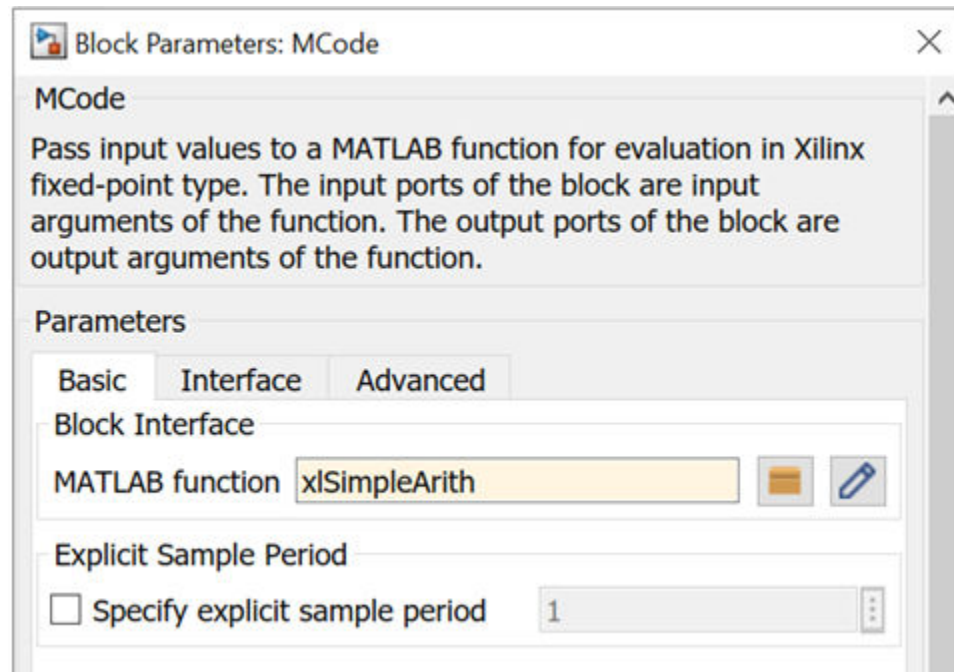 Block Parameters: MCode
MCode
Pass input values to a MATLAB function for evaluation in Xilinx
fixed-point type. The input ports of the block are input
arguments of the function. The output ports of the block are
output arguments of the function.
Parameters
Basic Interface Advanced
Block Interface
MATLAB function xlSimpleArith
Explicit Sample Period
Specify explicit sample period 1